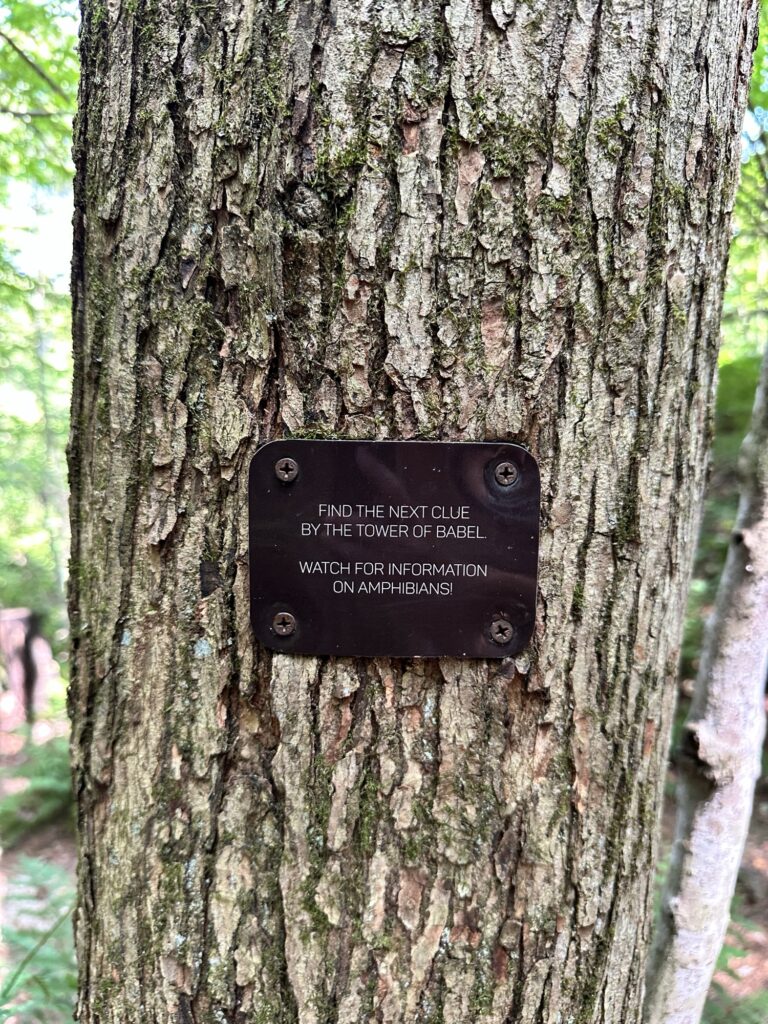 FIND THE NEXT CLUE
BY THE TOWER OF BABEL.
WATCH FOR INFORMATION
ON AMPHIBIANS!